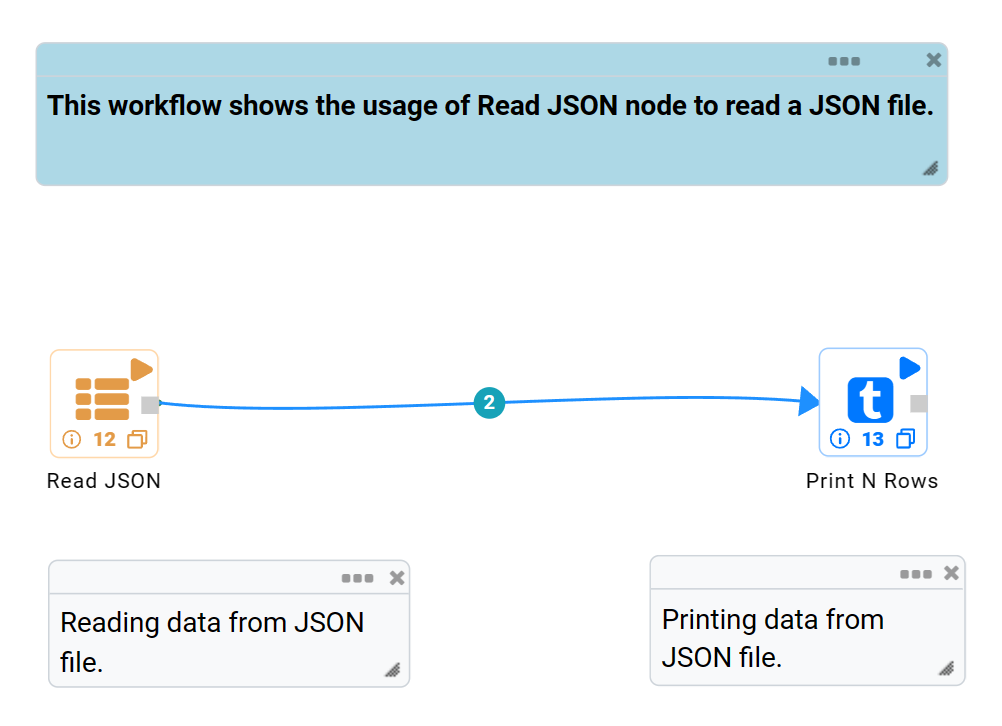 This workflow shows the usage of Read JSON node to read a JSON file.
2
12
13
Read JSON
Print N Rows
Reading data from JSON
file.
Printing data from
JSON file.